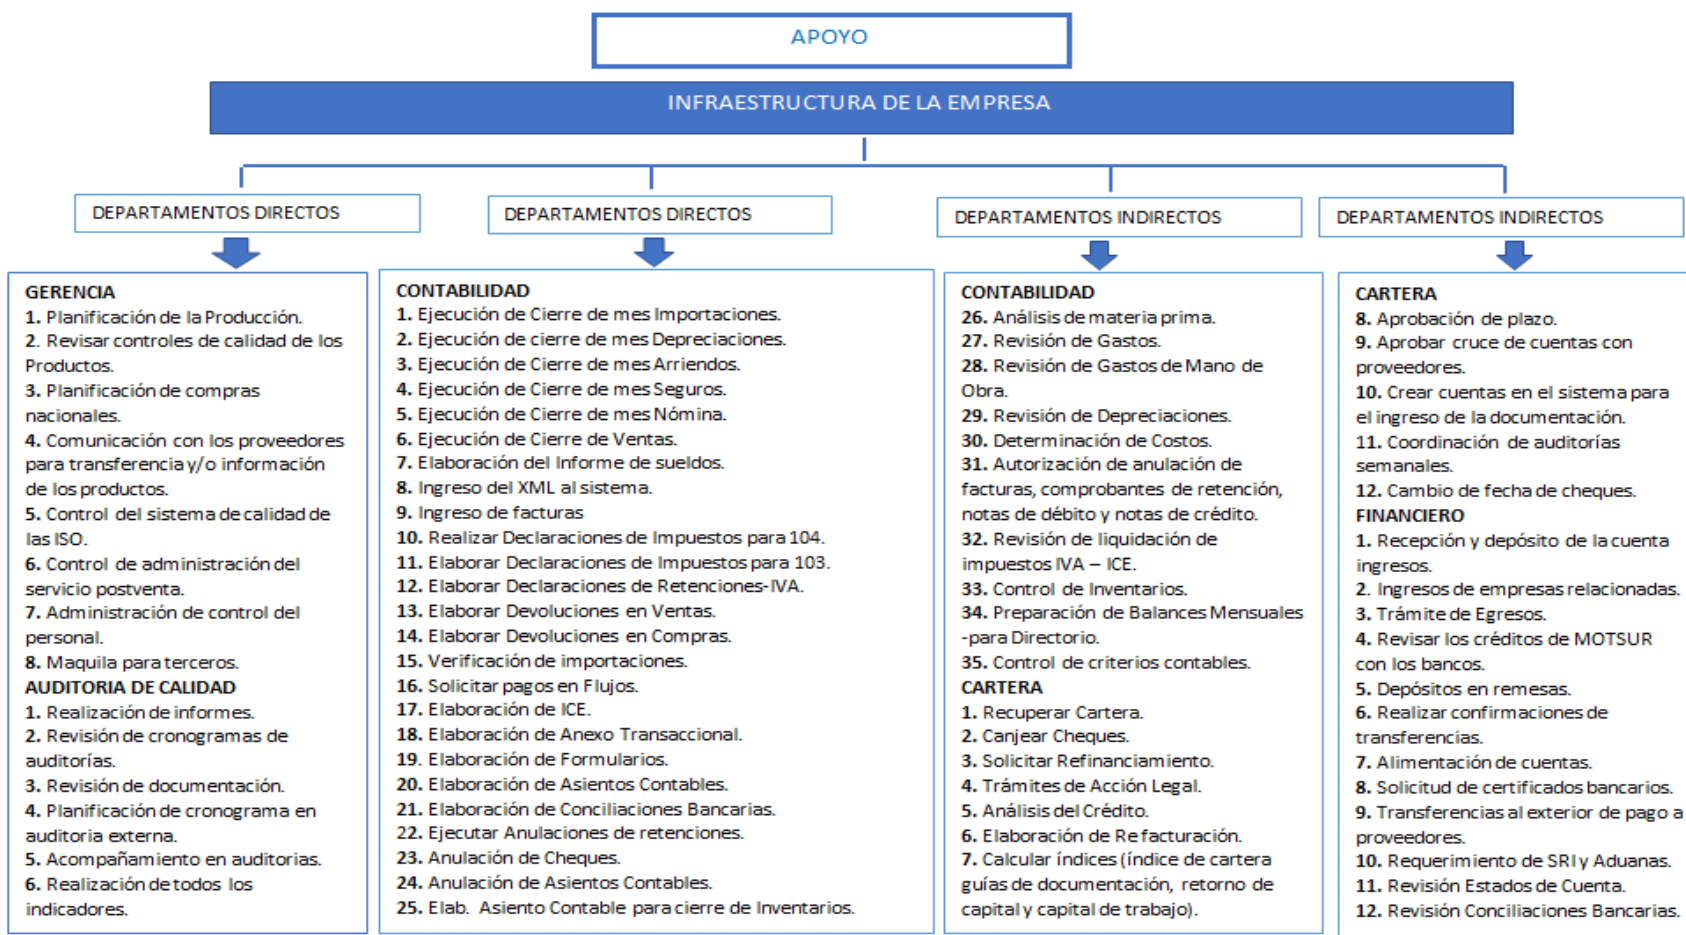 APOYO
INFRAESTRUCTURA DE LA EMPRESA
DEPARTAMENTOS DIRECTOS
GERENCIA
1. Planificación de la Producción.
2. Revisar controles de calidad de los
Productos.
3. Planificación de compras
nacionales.
4. Comunicación con los proveedores
para transferencia y/o información
de los productos.
5. Control del sistema de calidad de
las ISO.
6. Control de administración del
servicio postventa.
7. Administración de control del
personal.
8. Maquila para terceros.
AUDITORIA DE CALIDAD
1. Realización de informes.
2. Revisión de cronogramas de
auditorías.
3. Revisión de documentación.
4. Planificación de cronograma en
auditoria externa.
5. Acompañamiento en auditorias.
6. Realización de todos los
indicadores.
DEPARTAMENTOS DIRECTOS
CONTABILIDAD
1. Ejecución de Cierre de mes Importaciones.
2. Ejecución de cierre de mes Depreciaciones.
3. Ejecución de Cierre de mes Arriendos.
4. Ejecución de Cierre de mes Seguros.
5. Ejecución de Cierre de mes Nómina.
6. Ejecución de Cierre de Ventas.
7. Elaboración del Informe de sueldos.
8. Ingreso del XML al sistema.
9. Ingreso de facturas
10. Realizar Declaraciones de Impuestos para 104.
11. Elaborar Declaraciones de Impuestos para 103.
12. Elaborar Declaraciones de Retenciones-IVA.
13. Elaborar Devoluciones en Ventas.
14. Elaborar Devoluciones en Compras.
15. Verificación de importaciones.
16. Solicitar pagos en Flujos.
17. Elaboración de ICE.
18. Elaboración de Anexo Transaccional.
19. Elaboración de Formularios.
20. Elaboración de Asientos Contables.
21. Elaboración de Conciliaciones Bancarias.
22. Ejecutar Anulaciones de retenciones.
23. Anulación de Cheques.
24. Anulación de Asientos Contables.
25. Elab. Asiento Contable para cierre de Inventarios.
DEPARTAMENTOS INDIRECTOS
CONTABILIDAD
26. Análisis de materia prima.
27. Revisión de Gastos.
28. Revisión de Gastos de Mano de
Obra.
29. Revisión de Depreciaciones.
30. Determinación de Costos.
31. Autorización de anulación de
facturas, comprobantes de retención,
notas de débito y notas de crédito.
32. Revisión de liquidación de
impuestos IVA – ICE.
33. Control de Inventarios.
34. Preparación de Balances Mensuales
-para Directorio.
35. Control de criterios contables.
CARTERA
1. Recuperar Cartera.
2. Canjear Cheques.
3. Solicitar Refinanciamiento.
4. Trámites de Acción Legal.
5. Análisis del Crédito.
6. Elaboración de Re facturación.
7. Calcular índices (índice de cartera
guías de documentación, retorno de
capital y capital de trabajo).
DEPARTAMENTOS INDIRECTOS
CARTERA
8. Aprobación de plazo.
9. Aprobar cruce de cuentas con
proveedores.
10. Crear cuentas en el sistema para
el ingreso de la documentación.
11. Coordinación de auditorías
semanales.
12. Cambio de fecha de cheques.
FINANCIERO
1. Recepción y depósito de la cuenta
ingresos.
2. Ingresos de empresas relacionadas.
3. Trámite de Egresos.
4. Revisar los créditos de MOTSUR
con los bancos.
5. Depósitos en remesas.
6. Realizar confirmaciones de
transferencias.
7. Alimentación de cuentas.
8. Solicitud de certificados bancarios.
9. Transferencias al exterior de pago a
proveedores.
10. Requerimiento de SRI y Aduanas.
11. Revisión Estados de Cuenta.
12. Revisión Conciliaciones Bancarias.